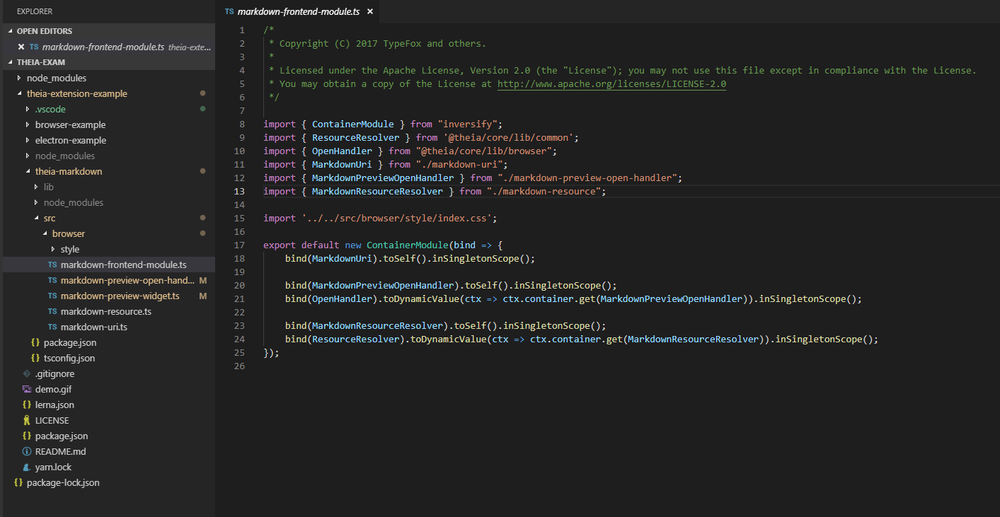 EXPLORER
OPEN EDITORS
TS markdown-frontend-module.ts theia-exte...
THEIA-EXAM
node_modules
theia-extension-example
.vscode
browser-example
electron-example
node_modules
theia-markdown
lib
node_modules
src
browser
style
TS markdown-frontend-module.ts
TS markdown-preview-open-hand... M
TS markdown-preview-widget.ts M
TS markdown-resource.ts
TS markdown-uri.ts
{} package.json
{} tsconfig.json
.gitignore
demo.gif
{} lerna.json
LICENSE
{} package.json
README.md
yarn.lock
{} package-lock.json
TS markdown-frontend-module.ts ×
1 /*
2  * Copyright (C) 2017 TypeFox and others.
3  *
4  * Licensed under the Apache License, Version 2.0 (the "License"); you may not use this file except in compliance with the License.
5  * You may obtain a copy of the License at http://www.apache.org/licenses/LICENSE-2.0
6  */
7
8 import { ContainerModule } from "inversify";
9 import { ResourceResolver } from '@theia/core/lib/common';
10 import { OpenHandler } from "@theia/core/lib/browser";
11 import { MarkdownUri } from "./markdown-uri";
12 import { MarkdownPreviewOpenHandler } from "./markdown-preview-open-handler";
13 import { MarkdownResourceResolver } from "./markdown-resource";
14
15 import '../../src/browser/style/index.css';
16
17 export default new ContainerModule(bind => {
18     bind(MarkdownUri).toSelf().inSingletonScope();
19
20     bind(MarkdownPreviewOpenHandler).toSelf().inSingletonScope();
21     bind(OpenHandler).toDynamicValue(ctx => ctx.container.get(MarkdownPreviewOpenHandler)).inSingletonScope();
22
23     bind(MarkdownResourceResolver).toSelf().inSingletonScope();
24     bind(ResourceResolver).toDynamicValue(ctx => ctx.container.get(MarkdownResourceResolver)).inSingletonScope();
25 });
26